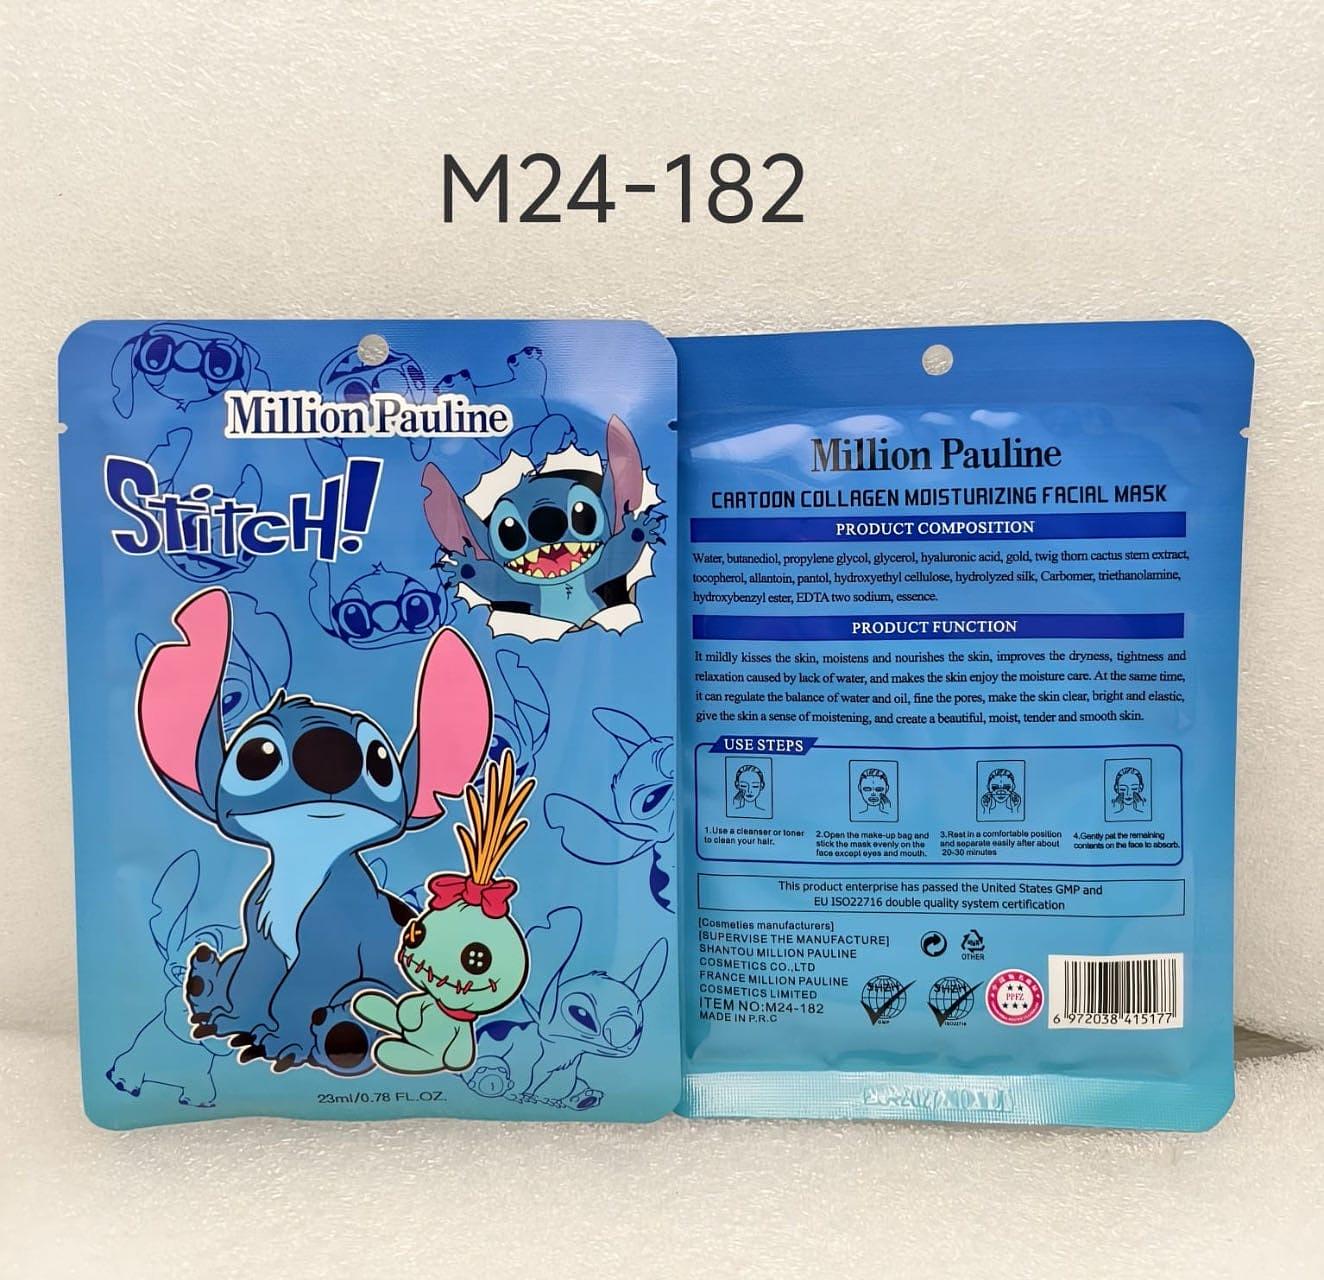 M24-182
Million Pauline
Stitch!
23ml/0.78 FL.OZ.
Million Pauline
CARTOON COLLAGEN MOISTURIZING FACIAL MASK
PRODUCT COMPOSITION
Water, butanediol, propylene glycol, glycerol, hyaluronic acid, gold, twig thorn cactus stem extract,
tocopherol, allantoin, pantol, hydroxyethyl cellulose, hydrolyzed silk, Carbomer, triethanolamine,
hydroxybenzyl ester, EDTA two sodium, essence.
PRODUCT FUNCTION
It mildly kisses the skin, moistens and nourishes the skin, improves the dryness, tightness and
relaxation caused by lack of water, and makes the skin enjoy the moisture care. At the same time,
it can regulate the balance of water and oil, fine the pores, make the skin clear, bright and elastic,
give the skin a sense of moistening, and create a beautiful, moist, tender and smooth skin.
USE STEPS
1.Use a cleanser or toner
to clean your hair.
2.Open the make-up bag and
stick the mask evenly on the
face except eyes and mouth.
3.Rest in a comfortable position
and separate easily after about
20-30 minutes
4.Gently pat the remaining
contents on the face to absorb.
This product enterprise has passed the United States GMP and
EU ISO22716 double quality system certification
[Cosmeties manufacturers]
[SUPERVISE THE MANUFACTURE]
SHANTOU MILLION PAULINE
COSMETICS CO.,LTD
FRANCE MILLION PAULINE
COSMETICS LIMITED
ITEM NO:M24-182
MADE IN P.R.C
OTHER
GMP
ISO22716
PPFZ
6 972038 415177